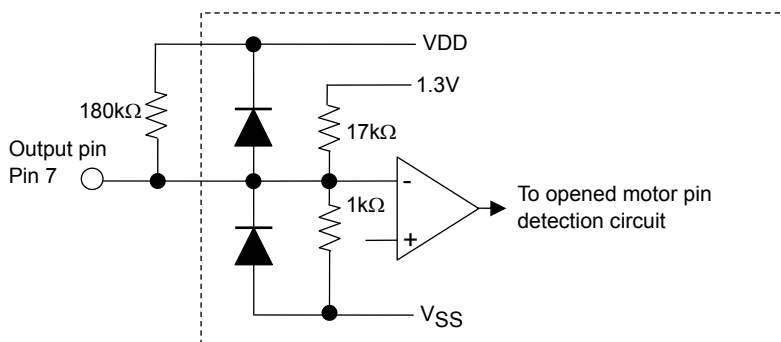 VDD
1.3V
180kΩ
17kΩ
Output pin
Pin 7
-
1kΩ
To opened motor pin
detection circuit
+
VSS